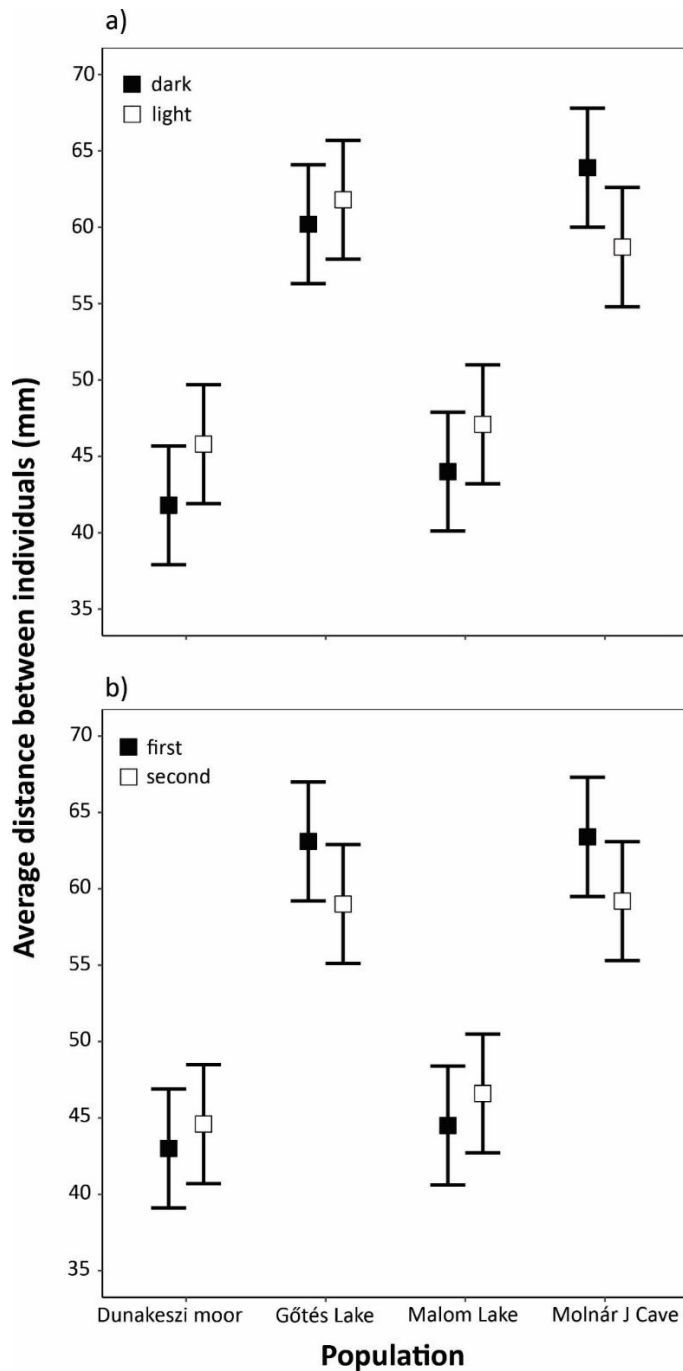 a)
70
dark
light
65
60
55
50
45
40
35
b)
70
first
second
65
60
55
50
45
40
35
Average distance between individuals (mm)
Dunakeszi moor Gőtés Lake Malom Lake Molnár J Cave
Population